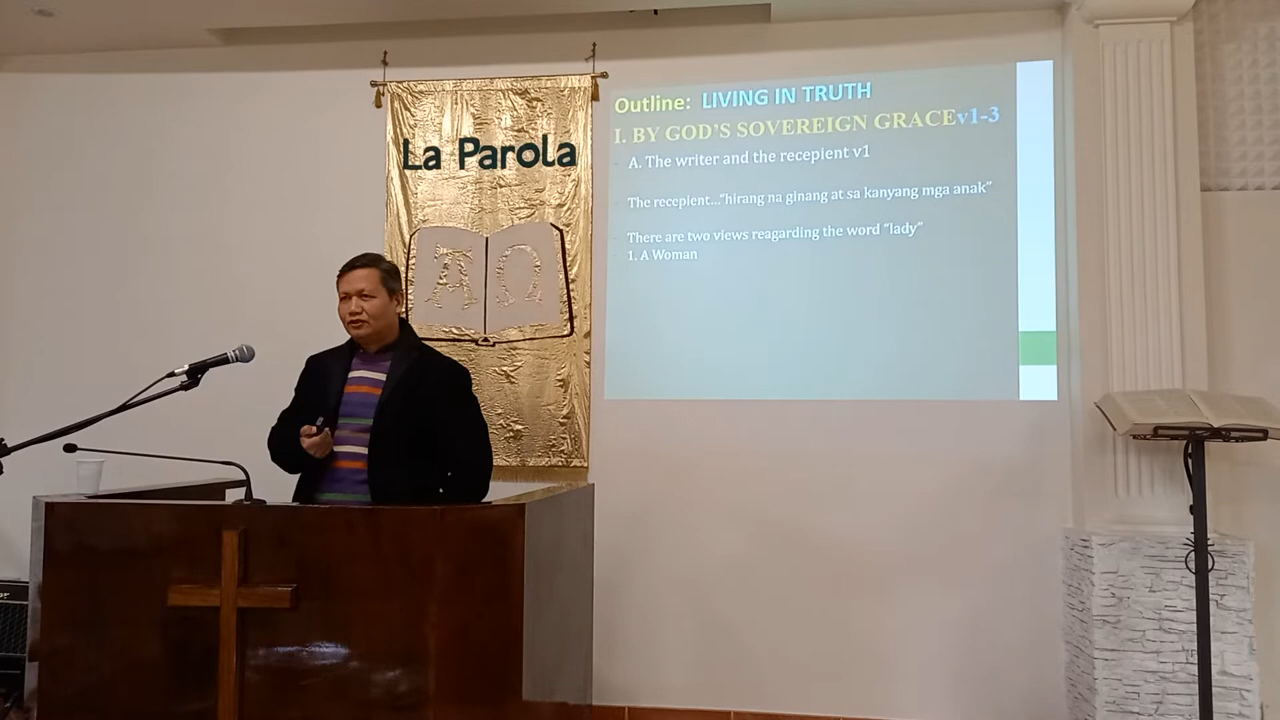 La Parola
Α Ω
Outline: LIVING IN TRUTH
I. BY GOD'S SOVEREIGN GRACEv1-3
- A. The writer and the recepient v1
- The recepient..."hirang na ginang at sa kanyang mga anak"
- There are two views reagarding the word "lady"
- 1. A Woman